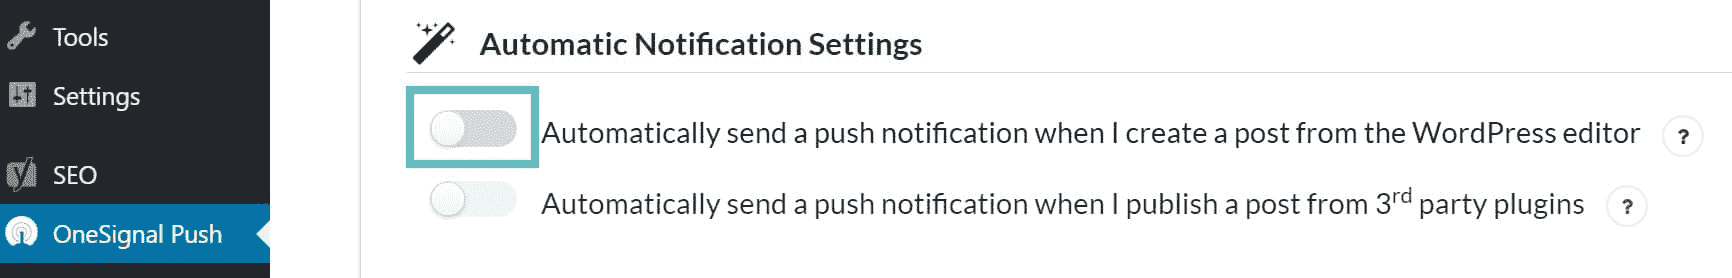 Tools
Settings
SEO
OneSignal Push
Automatic Notification Settings
Automatically send a push notification when I create a post from the WordPress editor ?
Automatically send a push notification when I publish a post from 3rd party plugins ?